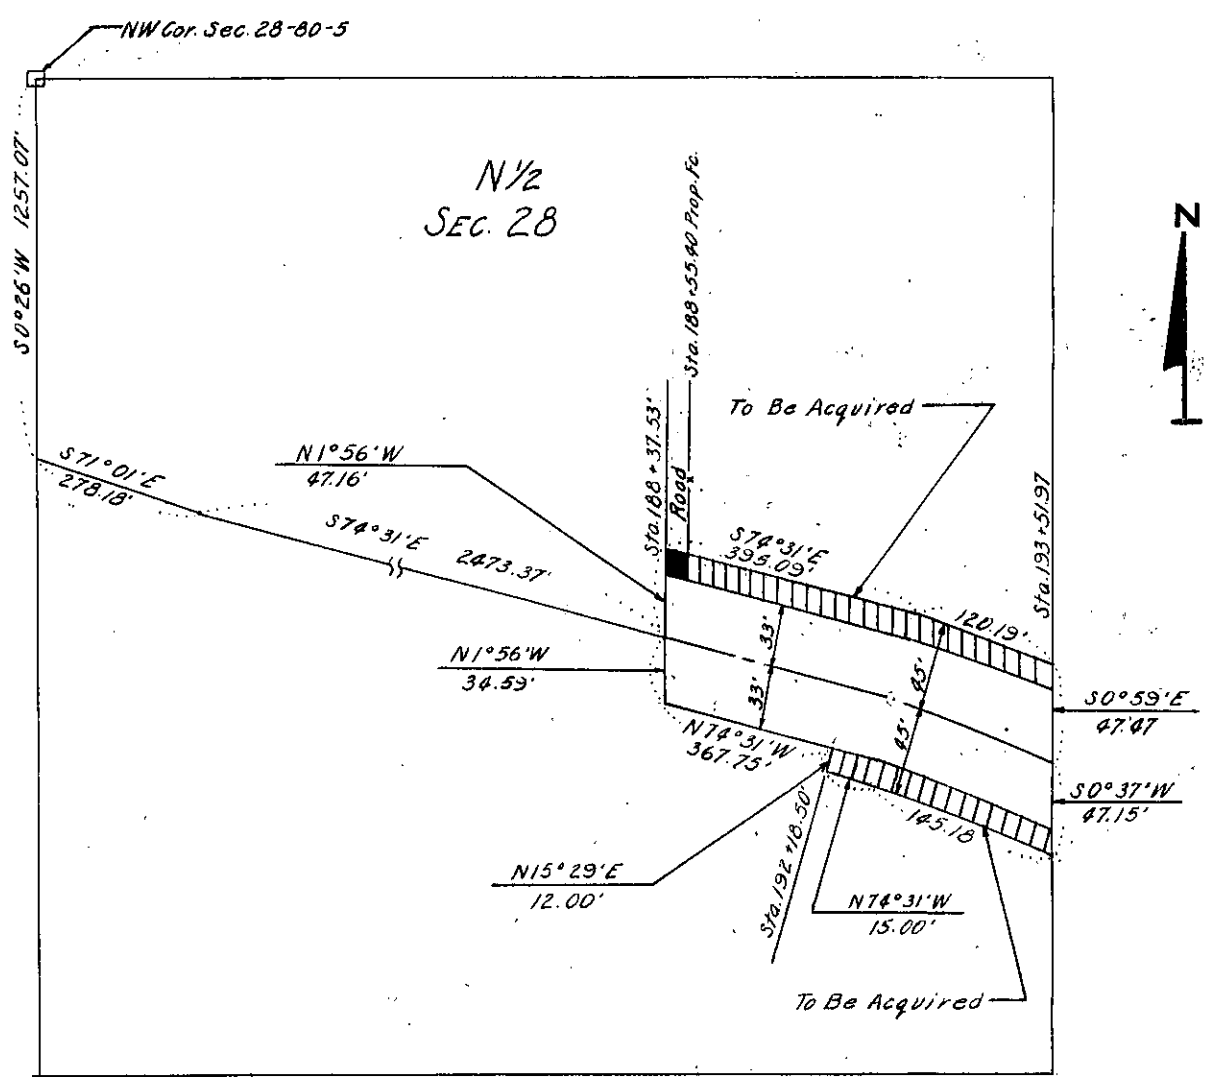 NW Cor. Sec. 28-80-5
S0°26'W 1257.07'
N 1/2
SEC. 28
N
Sta. 188+55.40 Prop. Fc.
Sta. 188+37.53'
Road
To Be Acquired
S71°01'E
278.18'
N1°56'W
47.16'
S74°31'E 2473.37'
S74°31'E
395.09'
Sta. 193+51.97
120.19'
33'
33'
45'
45'
N1°56'W
34.59'
S0°59'E
47.47
N74°31'W
367.75'
S0°37'W
47.15'
145.18
N15°29'E
12.00'
Sta. 192+18.50'
N74°31'W
15.00'
To Be Acquired